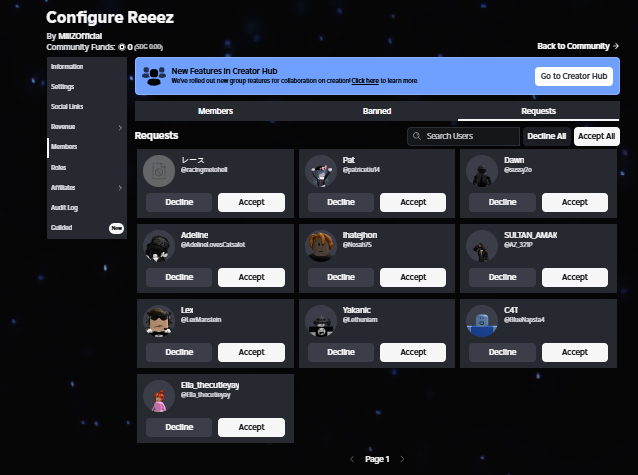 Configure Reeez
By MillZOfficial
Community Funds: 0 (SDG 0.00)
Back to Community
Information
Settings
Social Links
Revenue
Members
Roles
Affiliates
Audit Log
Guilded New
New Features in Creator Hub
We've rolled out new group features for collaboration on creation! Click here to learn more.
Go to Creator Hub
Members Banned Requests
Requests
Search Users
Decline All
Accept All
レース
@racingmotohell
Decline Accept
Pat
Decline Accept
Dawn
@sussy2o
Decline Accept
Adeline
@AdelineLovesCatsalot
Decline Accept
ihatejhon
@Nosah75
Decline Accept
SULTAN_AMAK
Decline Accept
Lex
@LexManstein
Decline Accept
Yakanic
Decline Accept
C4T
@BlueNapsta4
Decline Accept
Ella_thecutieyay
@Ella_thecutieyay
Decline Accept
Page 1